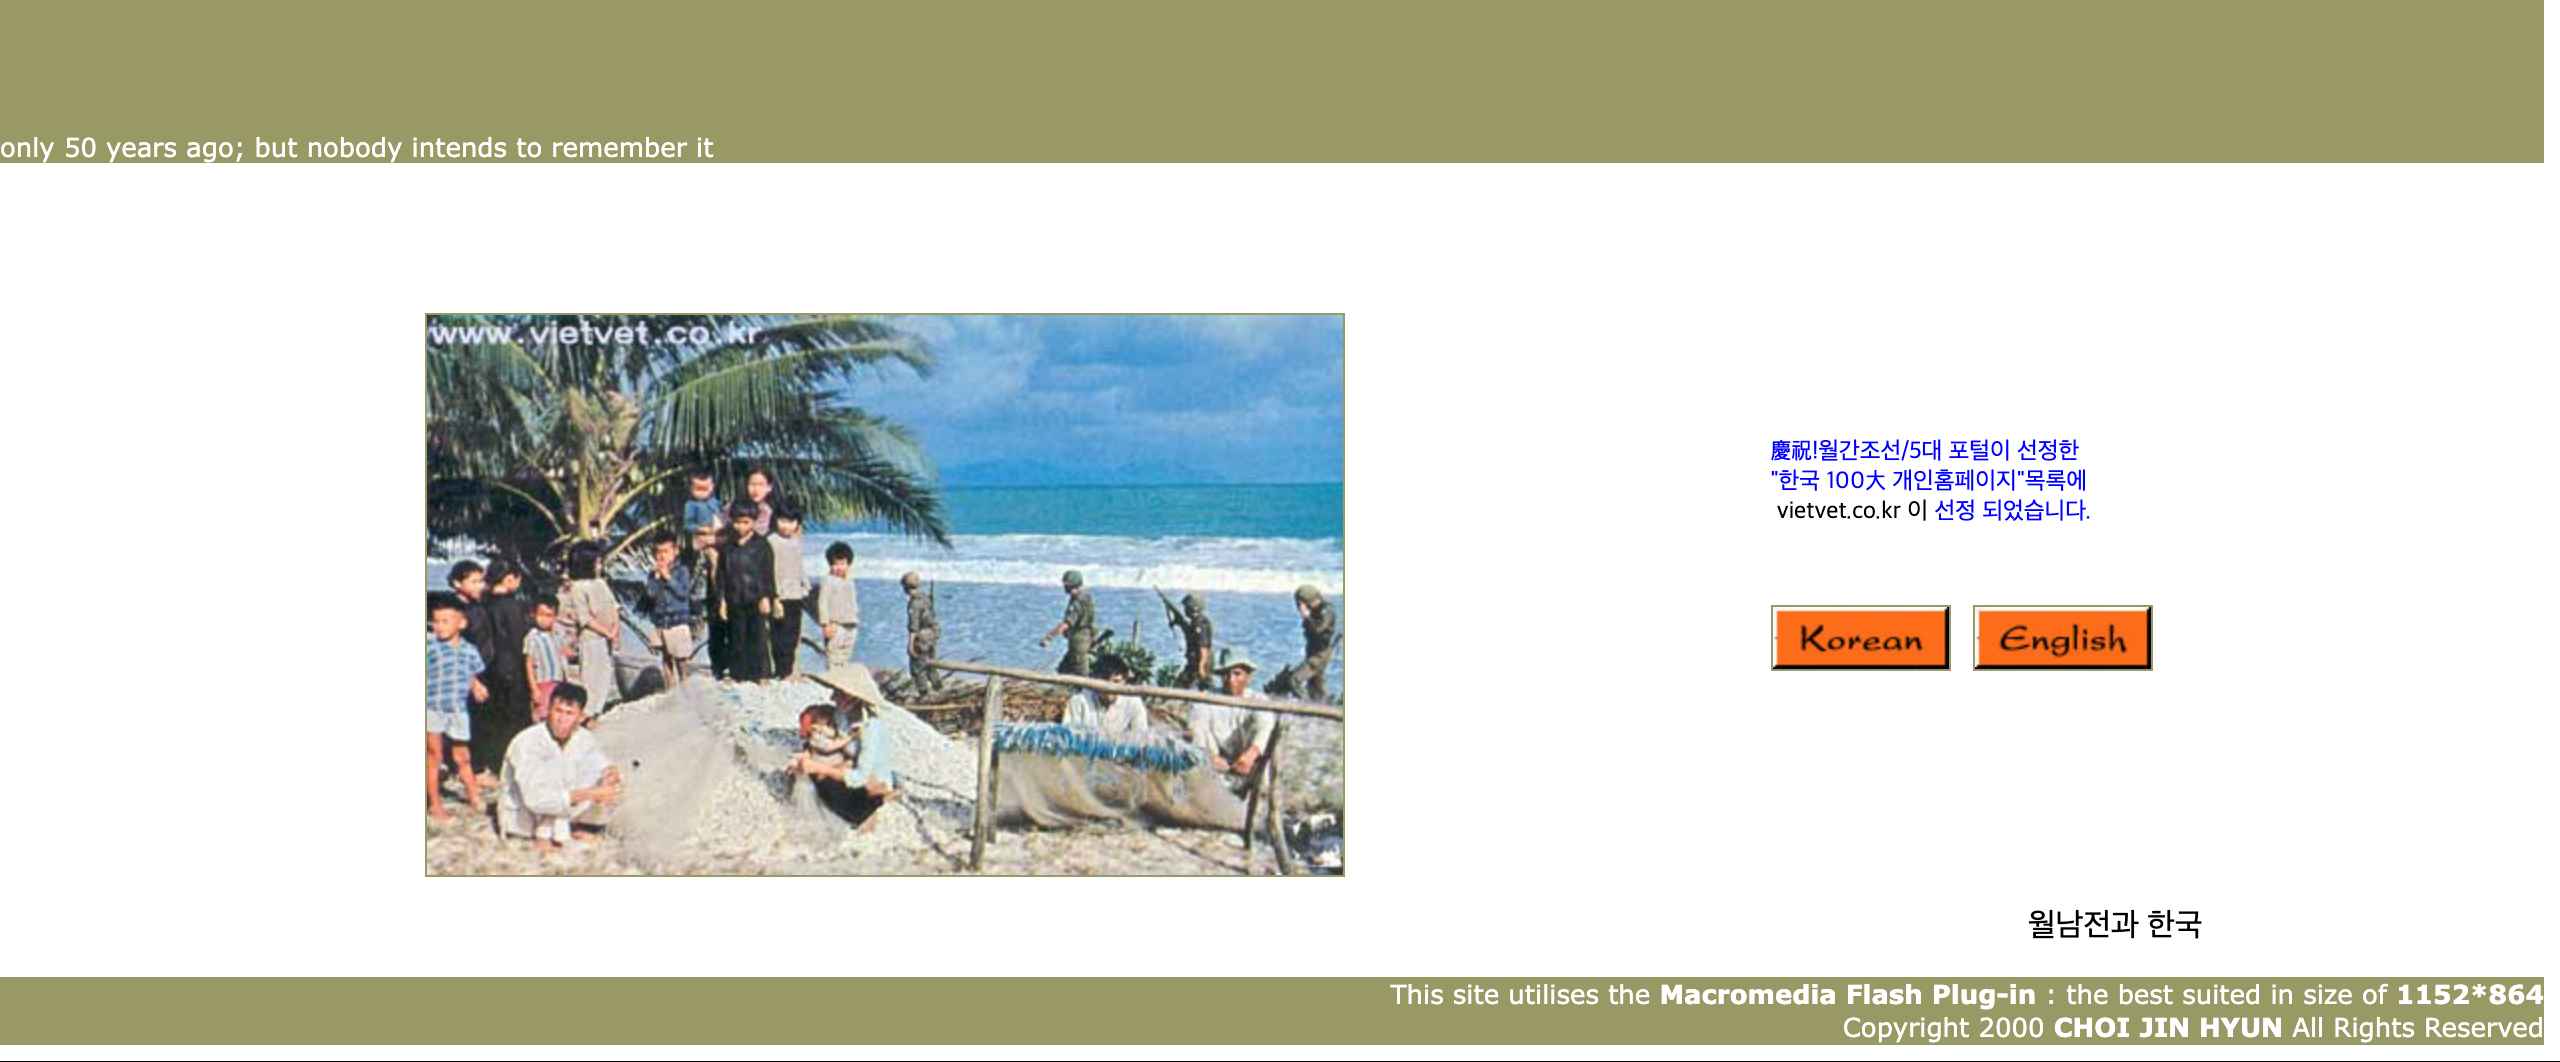 only 50 years ago; but nobody intends to remember it
www.vietvet.co.kr
慶祝!월간조선/5대 포털이 선정한
"한국 100大 개인홈페이지"목록에
vietvet.co.kr 이 선정 되었습니다.
Korean English
월남전과 한국
This site utilises the Macromedia Flash Plug-in : the best suited in size of 1152*864
Copyright 2000 CHOI JIN HYUN All Rights Reserved